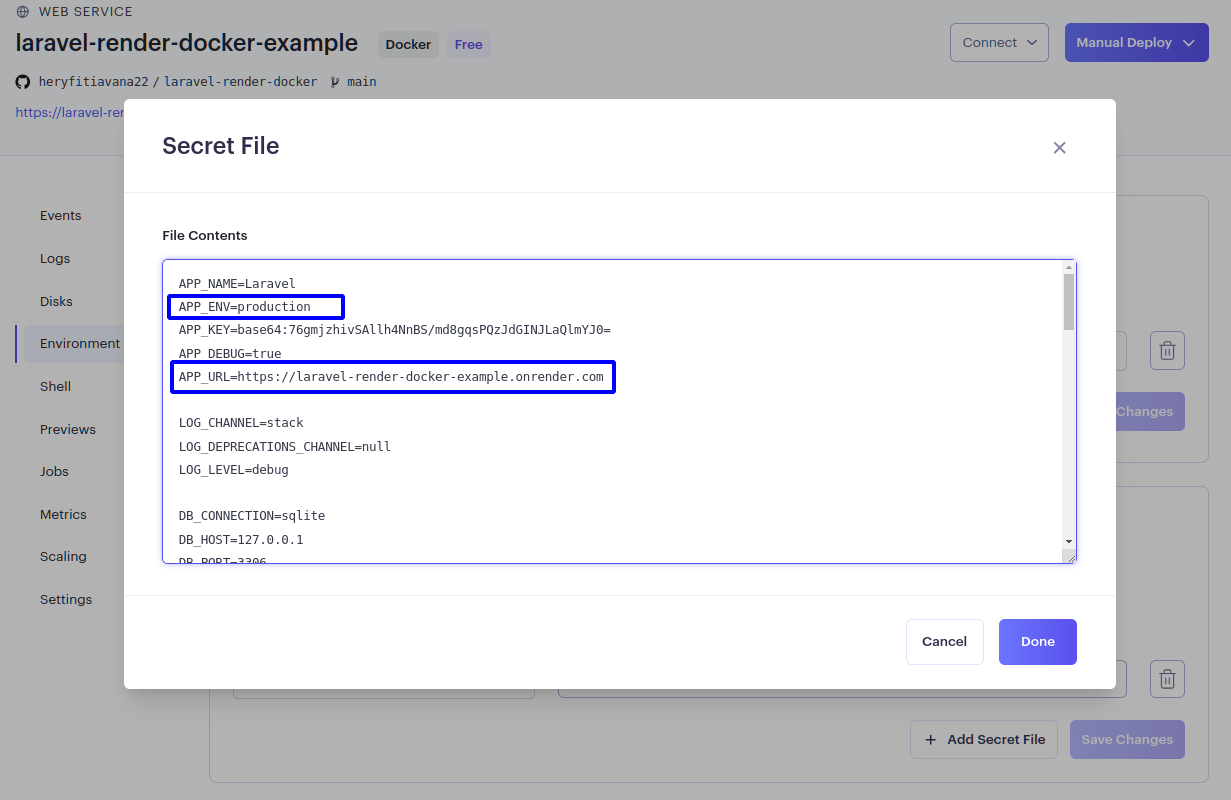 WEB SERVICE
laravel-render-docker-example Docker Free
Connect Manual Deploy
heryfitiavana22 / laravel-render-docker main
https://laravel-ren
Secret File
Events
Logs
Disks
Environment
Shell
Previews
Jobs
Metrics
Scaling
Settings
File Contents
APP_NAME=Laravel
APP_ENV=production
APP_KEY=base64:76gmjzhivSAllh4NnBS/md8gqsPQzJdGINJLaQlmYJ0=
APP_DEBUG=true
APP_URL=https://laravel-render-docker-example.onrender.com
LOG_CHANNEL=stack
LOG_DEPRECATIONS_CHANNEL=null
LOG_LEVEL=debug
DB_CONNECTION=sqlite
DB_HOST=127.0.0.1
DB_PORT=3306
Cancel Done
Changes
+ Add Secret File Save Changes